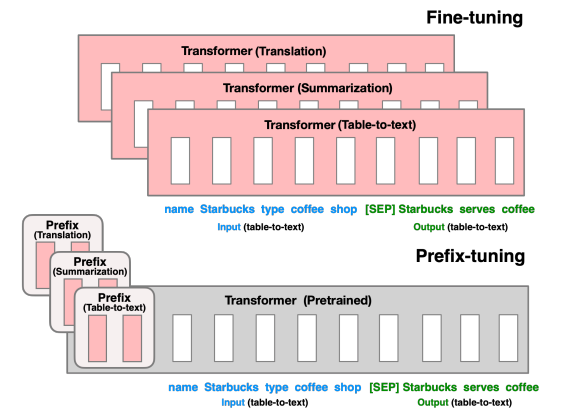 Fine-tuning
Transformer (Translation)
Transformer (Summarization)
Transformer (Table-to-text)
name Starbucks type coffee shop [SEP] Starbucks serves coffee
Input (table-to-text) Output (table-to-text)
Prefix-tuning
Prefix
(Translation)
Prefix
(Summarization)
Prefix
(Table-to-text)
Transformer (Pretrained)
name Starbucks type coffee shop [SEP] Starbucks serves coffee
Input (table-to-text) Output (table-to-text)